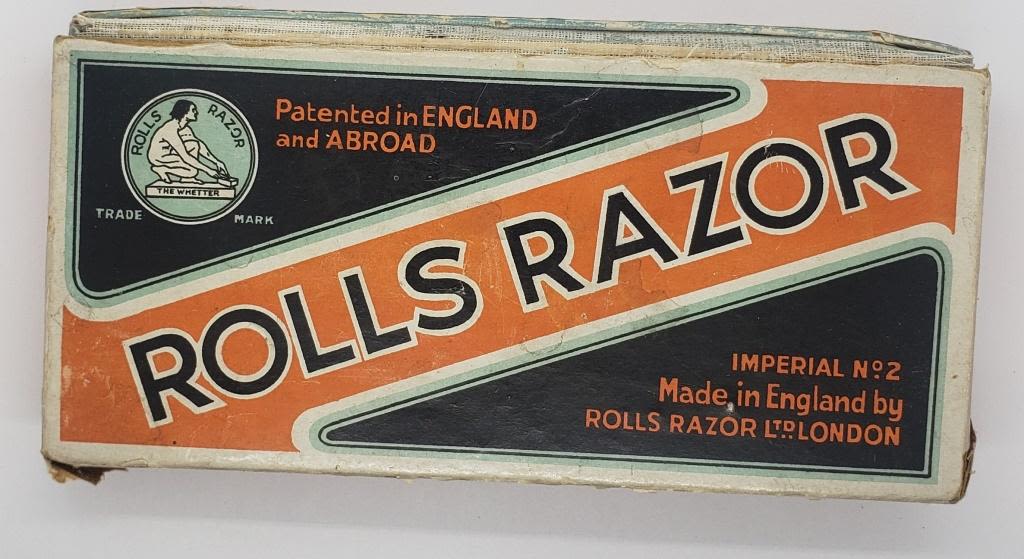 ROLLS RAZOR
THE WHETTER
TRADE MARK
Patented in ENGLAND
and ABROAD
ROLLS RAZOR
IMPERIAL Nº2
Made in England by
ROLLS RAZOR LTD LONDON